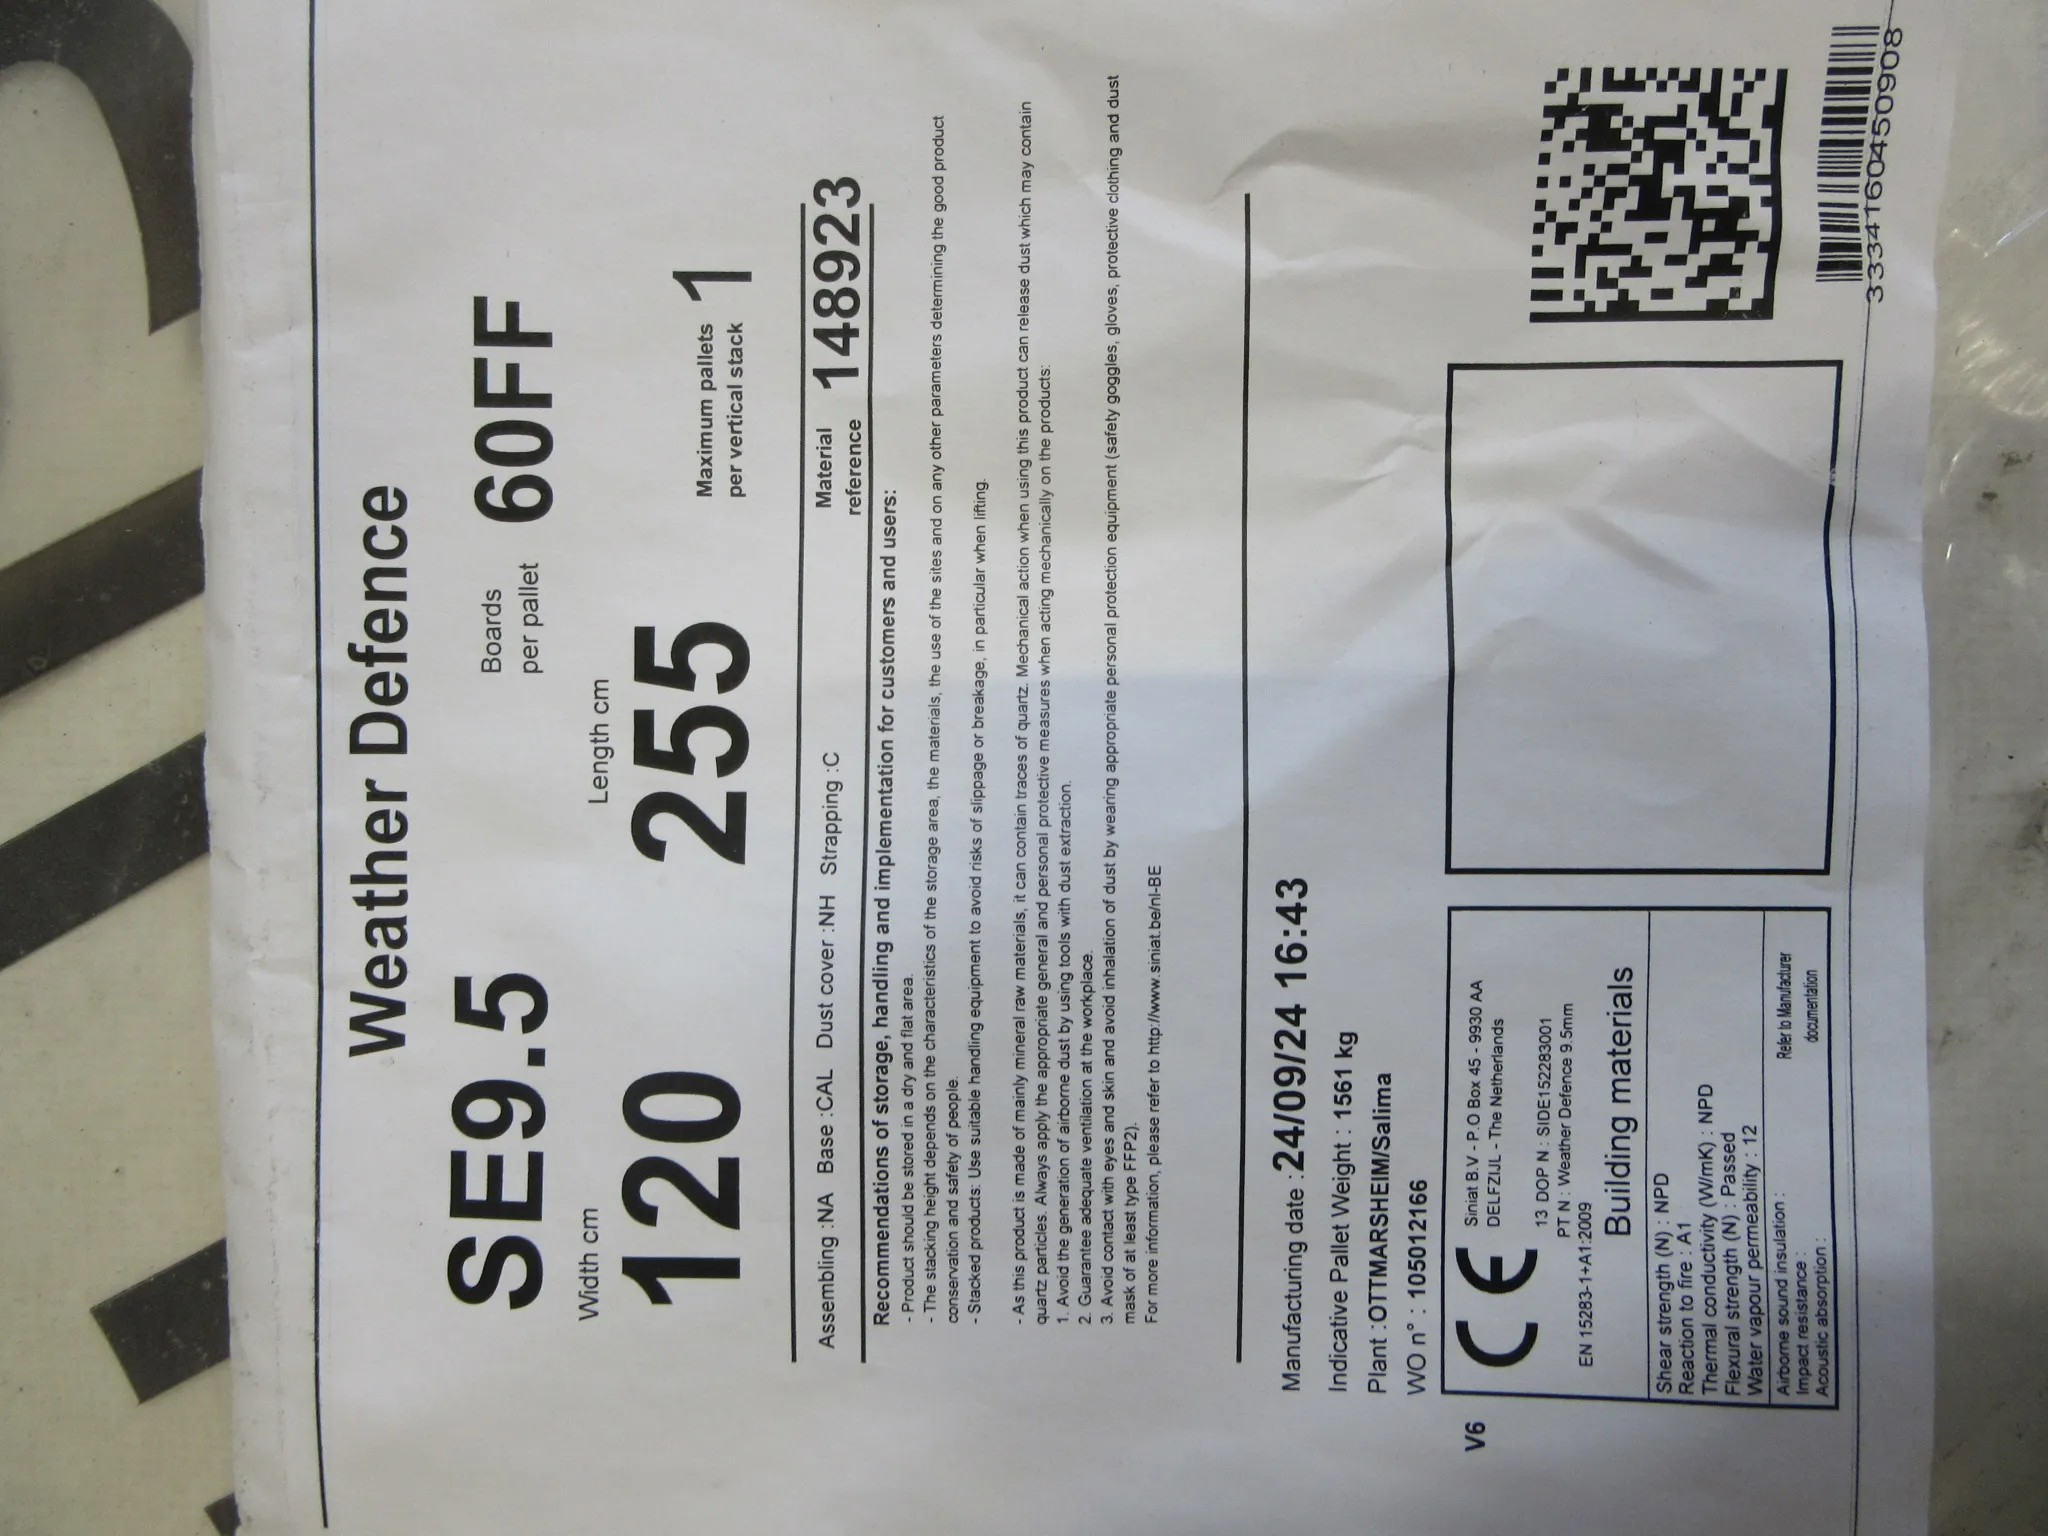 Weather Defence
SE9.5
Boards
per pallet
60FF
Width cm
Length cm
120
255
Maximum pallets
per vertical stack
1
Assembling :NA Base :CAL Dust cover :NH Strapping :C
Material
reference
148923
Recommendations of storage, handling and implementation for customers and users:
- Product should be stored in a dry and flat area.
- The stacking height depends on the characteristics of the storage area, the materials, the use of the sites and on any other parameters determining the good product
conservation and safety of people.
- Stacked products: Use suitable handling equipment to avoid risks of slippage or breakage, in particular when lifting.
- As this product is made of mainly mineral raw materials, it can contain traces of quartz. Mechanical action when using this product can release dust which may contain
quartz particles. Always apply the appropriate general and personal protective measures when acting mechanically on the products:
1. Avoid the generation of airborne dust by using tools with dust extraction.
2. Guarantee adequate ventilation at the workplace.
3. Avoid contact with eyes and skin and avoid inhalation of dust by wearing appropriate personal protection equipment (safety goggles, gloves, protective clothing and dust
mask of at least type FFP2).
For more information, please refer to http://www.siniat.be/nl-BE
Manufacturing date : 24/09/24 16:43
Indicative Pallet Weight : 1561 kg
Plant : OTTMARSHEIM/Salima
WO n° : 105012166
V6
CE
Siniat B.V - P.O Box 45 - 9930 AA
DELFZIJL - The Netherlands
13 DOP N : SIDE1522283001
PT N : Weather Defence 9.5mm
EN 15283-1+A1:2009
Building materials
Shear strength (N) : NPD
Reaction to fire : A1
Thermal conductivity (W/mK) : NPD
Flexural strength (N) : Passed
Water vapour permeability : 12
Airborne sound insulation :
Impact resistance :
Acoustic absorption :
Refer to Manufacturer
documentation
33341604509 08